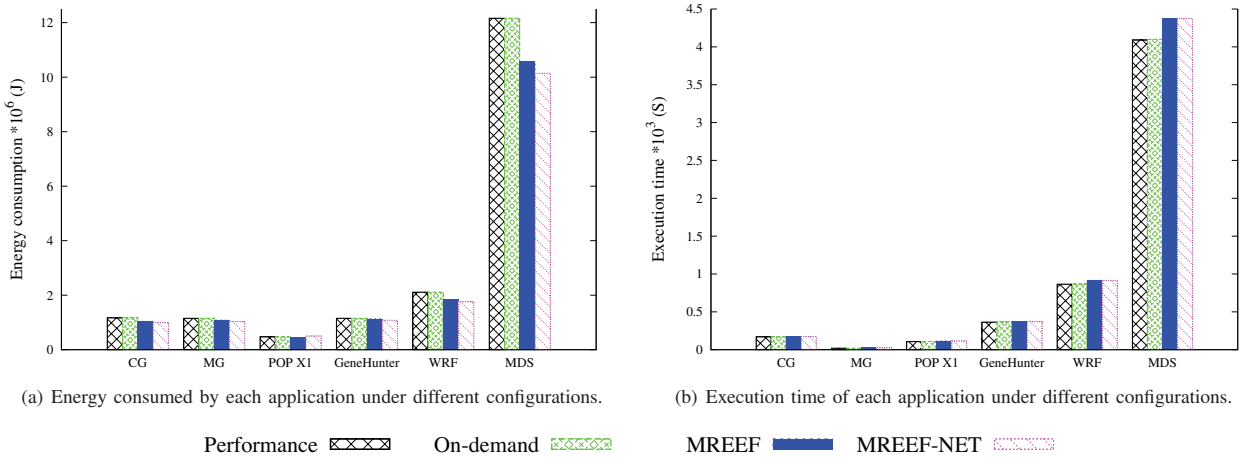 Energy consumption *10^6 (J)
12
10
8
6
4
2
0
CG MG POP X1 GeneHunter WRF MDS
(a) Energy consumed by each application under different configurations.
Execution time *10^3 (S)
4.5
4
3.5
3
2.5
2
1.5
1
0.5
0
CG MG POP X1 GeneHunter WRF MDS
(b) Execution time of each application under different configurations.
Performance On-demand MREEF MREEF-NET